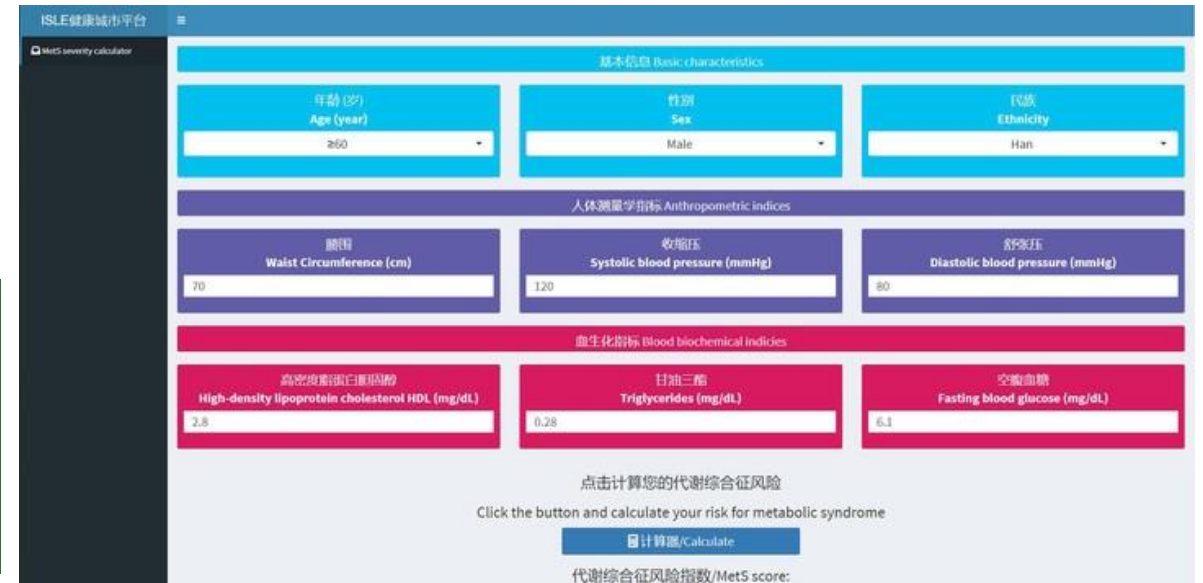 ISLE健康城市平台
MetS severity calculator
基本信息 Basic characteristics
年龄 (岁)
Age (year)
≥60
性别
Sex
Male
民族
Ethnicity
Han
人体测量学指标 Anthropometric indices
腰围
Waist Circumference (cm)
70
收缩压
Systolic blood pressure (mmHg)
120
舒张压
Diastolic blood pressure (mmHg)
80
血生化指标 Blood biochemical indicies
高密度脂蛋白胆固醇
High-density lipoprotein cholesterol HDL (mg/dL)
2.8
甘油三酯
Triglycerides (mg/dL)
0.28
空腹血糖
Fasting blood glucose (mg/dL)
6.1
点击计算您的代谢综合征风险
Click the button and calculate your risk for metabolic syndrome
计算器/Calculate
代谢综合征风险指数/MetS score: